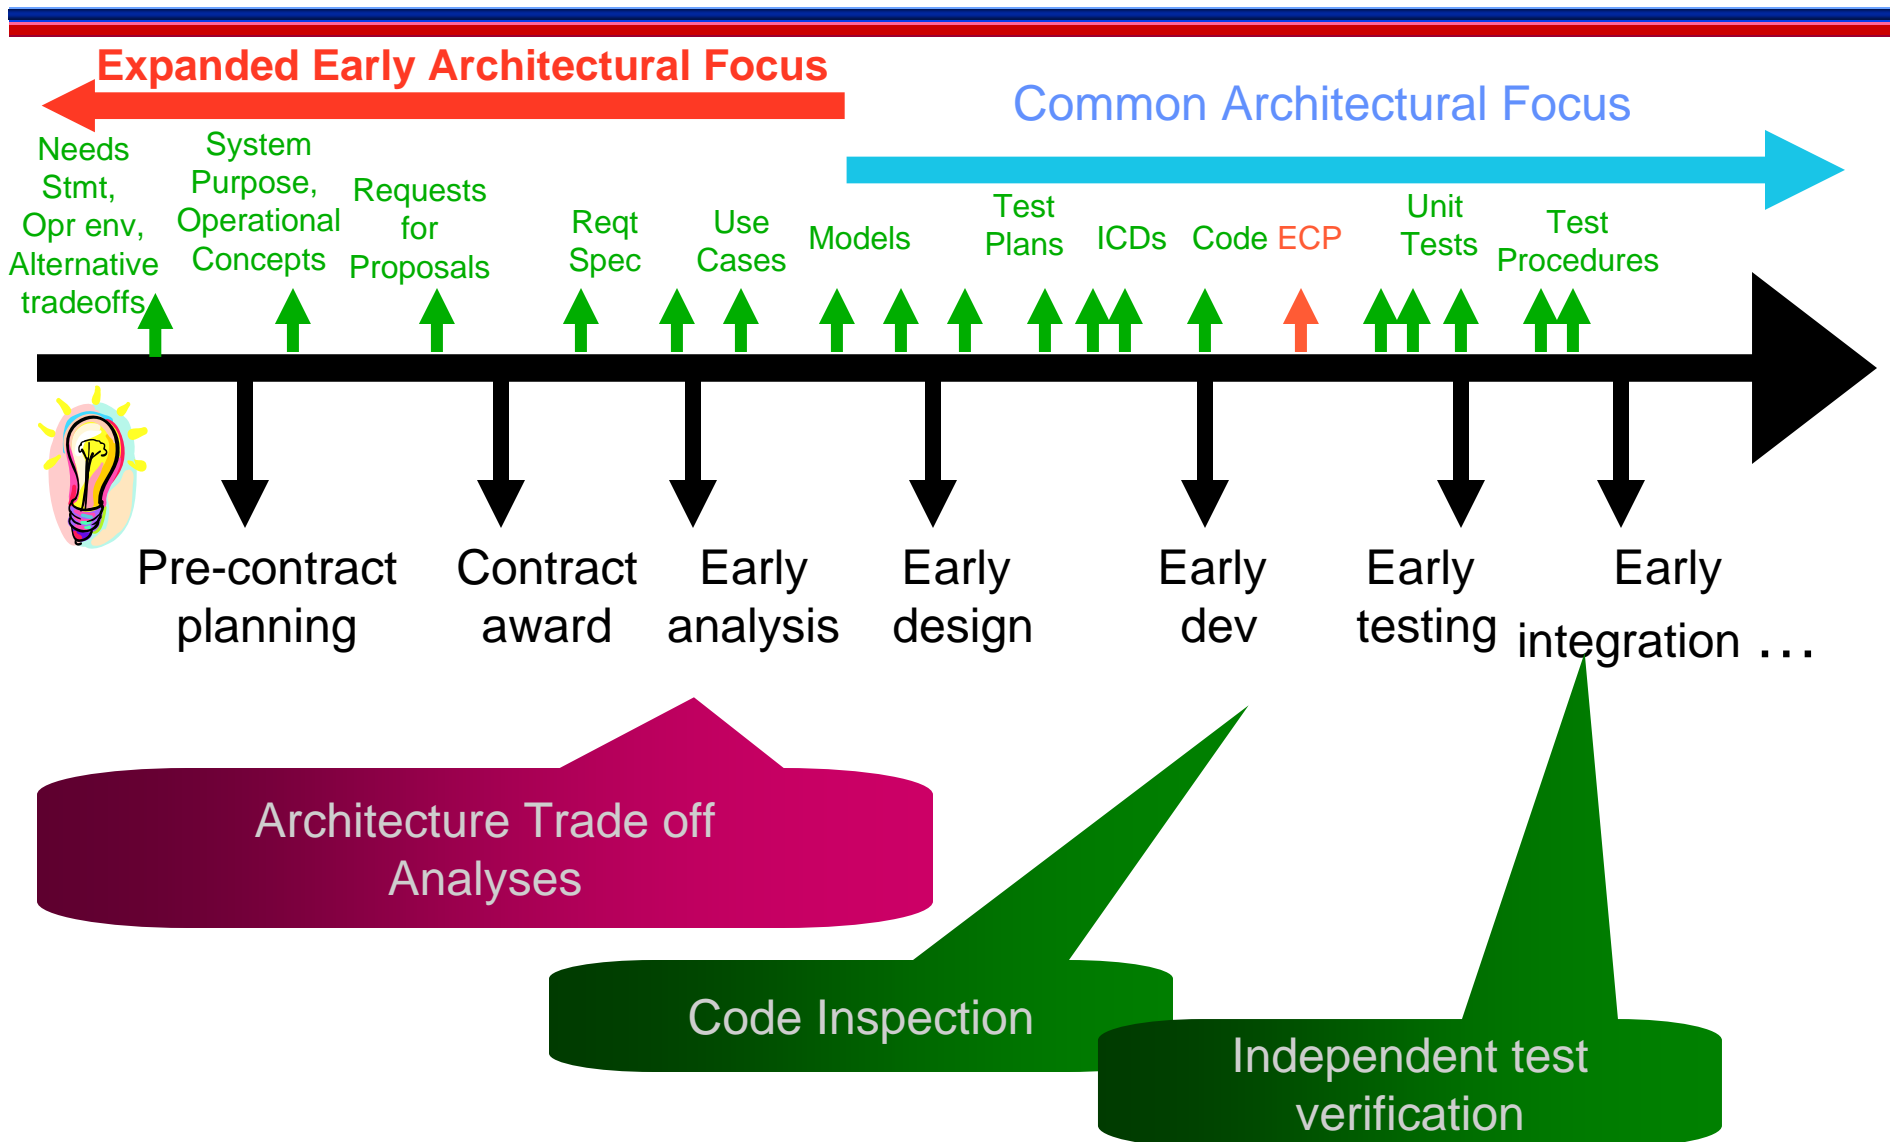 Expanded Early Architectural Focus
Common Architectural Focus
Needs
Stmt,
Opr env,
Alternative
tradeoffs
System
Purpose,
Operational
Concepts
Requests
for
Proposals
Reqt
Spec
Use
Cases
Models
Test
Plans
ICDs
Code
ECP
Unit
Tests
Test
Procedures
Pre-contract
planning
Contract
award
Early
analysis
Early
design
Early
dev
Early
testing
Early
integration …
Architecture Trade off
Analyses
Code Inspection
Independent test
verification